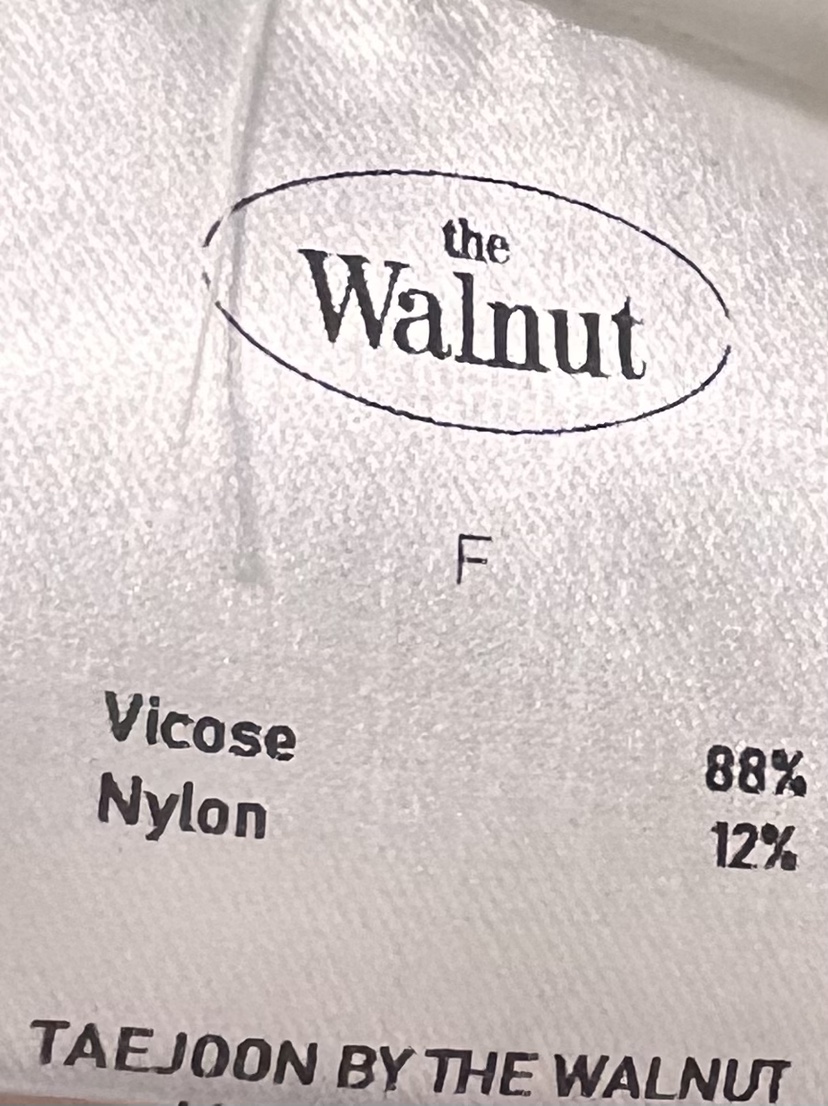 the
Walnut
F
Vicose 88%
Nylon 12%
TAEJOON BY THE WALNUT